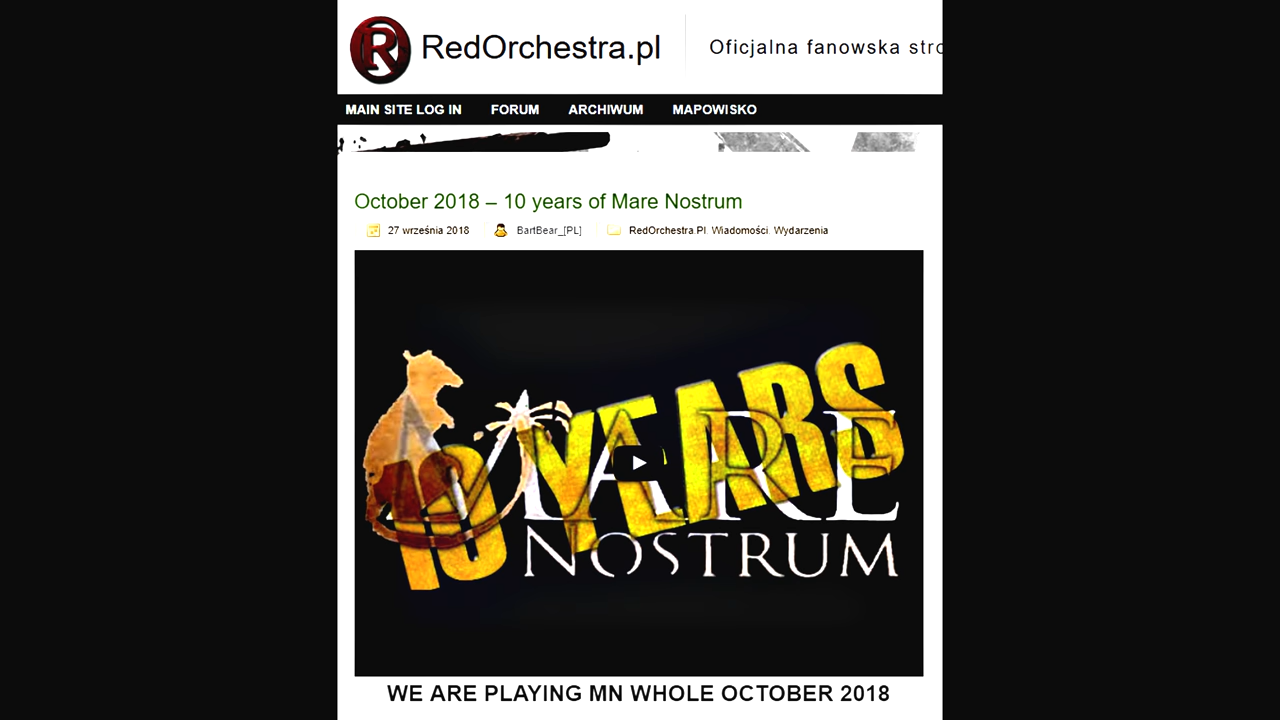 RedOrchestra.pl
Oficjalna fanowska stro
MAIN SITE LOG IN FORUM ARCHIWUM MAPOWISKO
October 2018 – 10 years of Mare Nostrum
27 września 2018 BartBear_[PL] RedOrchestra.Pl, Wiadomości, Wydarzenia
10 YEARS
MARE
NOSTRUM
WE ARE PLAYING MN WHOLE OCTOBER 2018